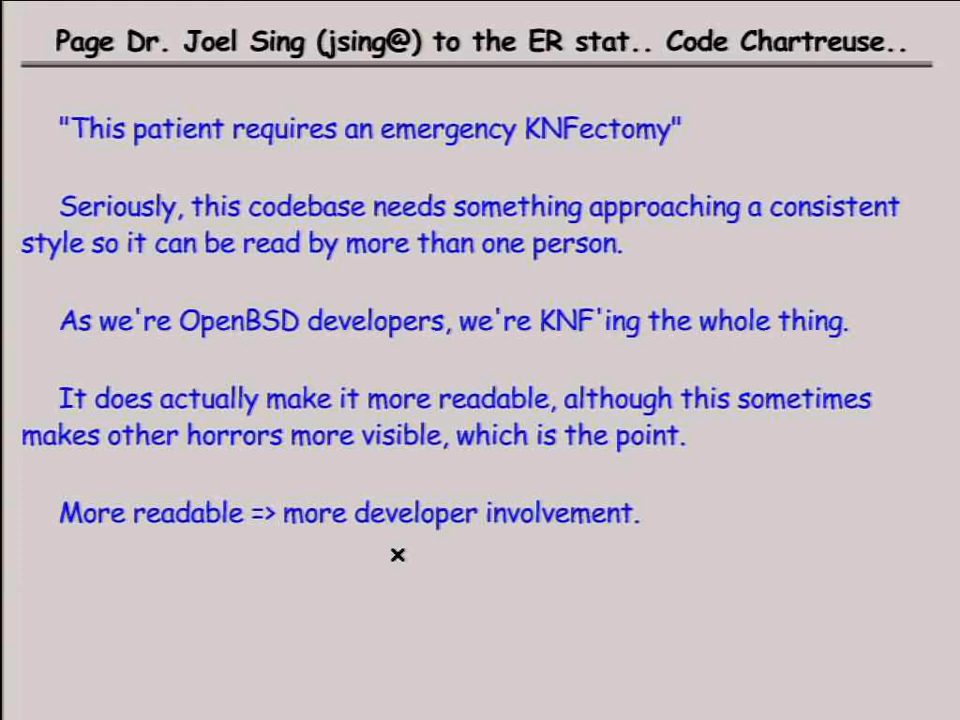 Page Dr. Joel Sing (jsing@) to the ER stat.. Code Chartreuse..
"This patient requires an emergency KNFectomy"
Seriously, this codebase needs something approaching a consistent
style so it can be read by more than one person.
As we're OpenBSD developers, we're KNF'ing the whole thing.
It does actually make it more readable, although this sometimes
makes other horrors more visible, which is the point.
More readable => more developer involvement.